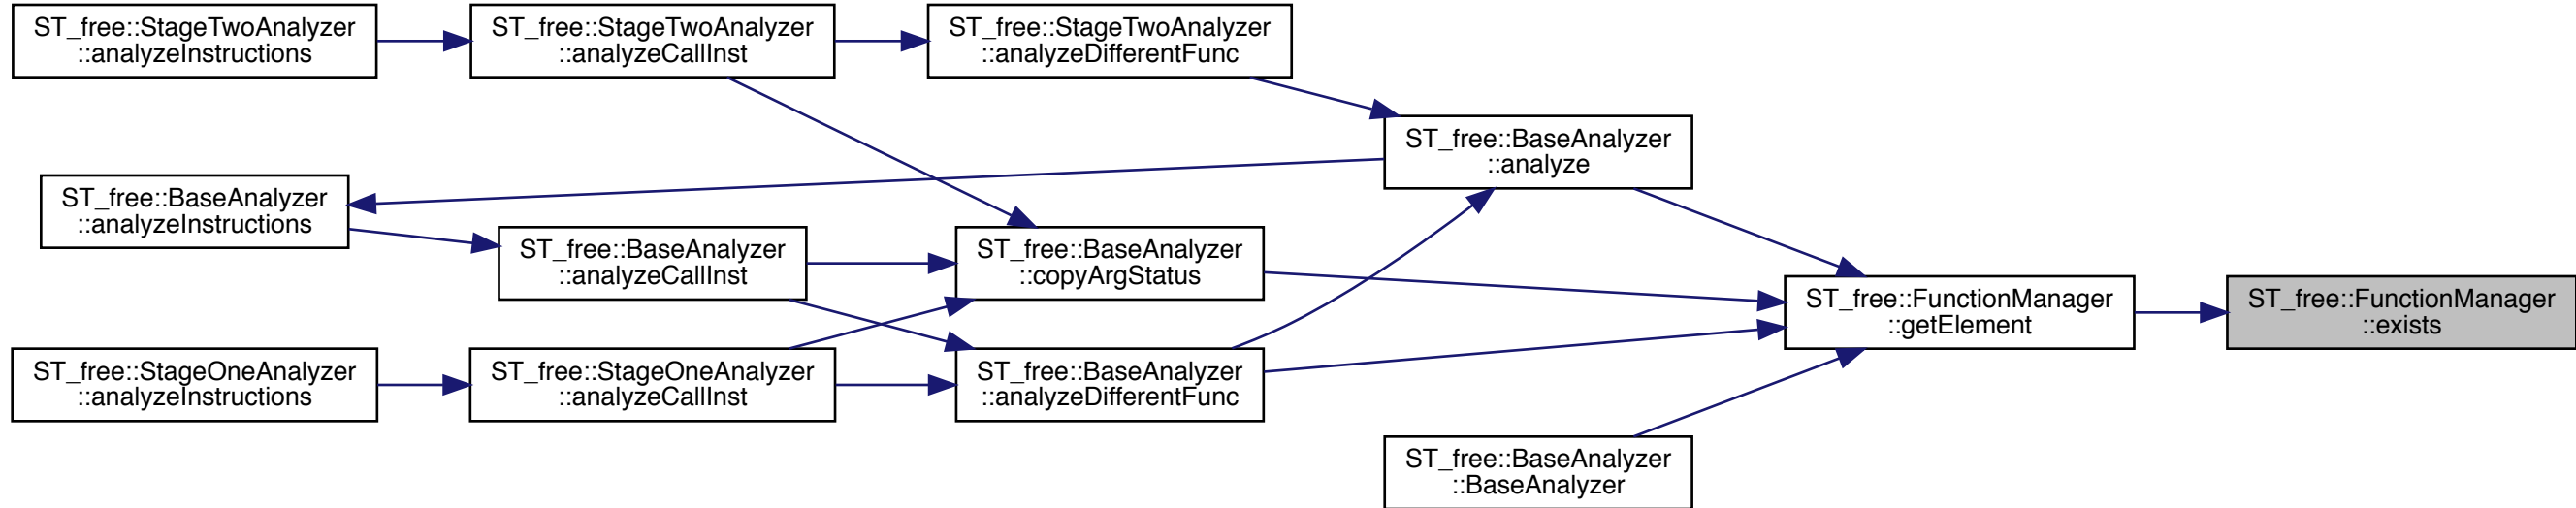 ST_free::StageTwoAnalyzer
::analyzeInstructions
ST_free::StageTwoAnalyzer
::analyzeCallInst
ST_free::StageTwoAnalyzer
::analyzeDifferentFunc
ST_free::BaseAnalyzer
::analyze
ST_free::BaseAnalyzer
::analyzeInstructions
ST_free::BaseAnalyzer
::analyzeCallInst
ST_free::BaseAnalyzer
::copyArgStatus
ST_free::FunctionManager
::getElement
ST_free::FunctionManager
::exists
ST_free::StageOneAnalyzer
::analyzeInstructions
ST_free::StageOneAnalyzer
::analyzeCallInst
ST_free::BaseAnalyzer
::analyzeDifferentFunc
ST_free::BaseAnalyzer
::BaseAnalyzer